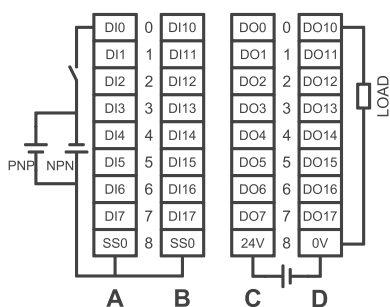 DI0 0 DI10 DO0 0 DO10
DI1 1 DI11 DO1 1 DO11
DI2 2 DI12 DO2 2 DO12
DI3 3 DI13 DO3 3 DO13
DI4 4 DI14 DO4 4 DO14
DI5 5 DI15 DO5 5 DO15
DI6 6 DI16 DO6 6 DO16
DI7 7 DI17 DO7 7 DO17
SS0 8 SS0 24V 8 0V
PNP NPN
LOAD
A B C D